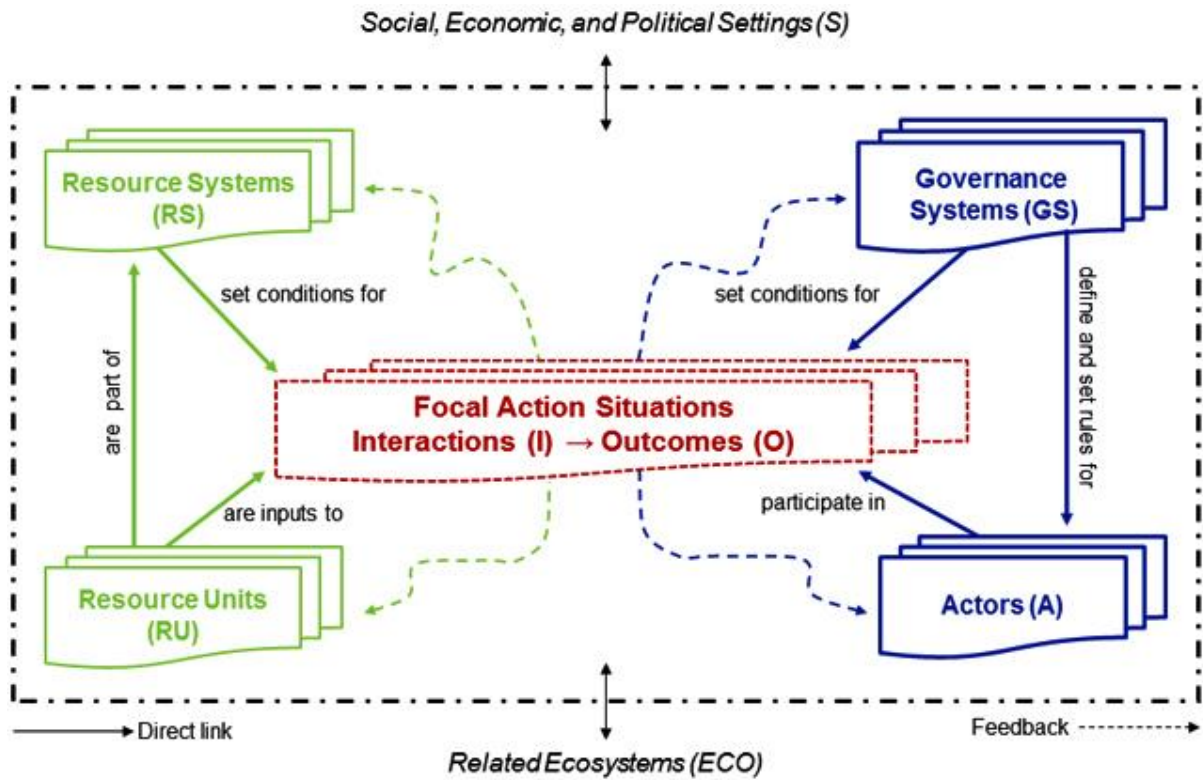 Social, Economic, and Political Settings (S)
Resource Systems
(RS)
Governance
Systems (GS)
set conditions for
set conditions for
are part of
define and set rules for
Focal Action Situations
Interactions (I) → Outcomes (O)
are inputs to
participate in
Resource Units
(RU)
Actors (A)
Direct link
Feedback
Related Ecosystems (ECO)